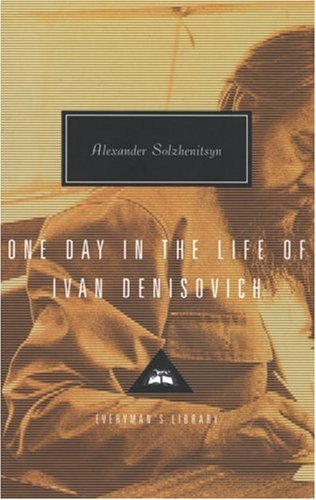 Alexander Solzhenitsyn
ONE DAY IN THE LIFE OF
IVAN DENISOVICH
EVERYMAN'S LIBRARY